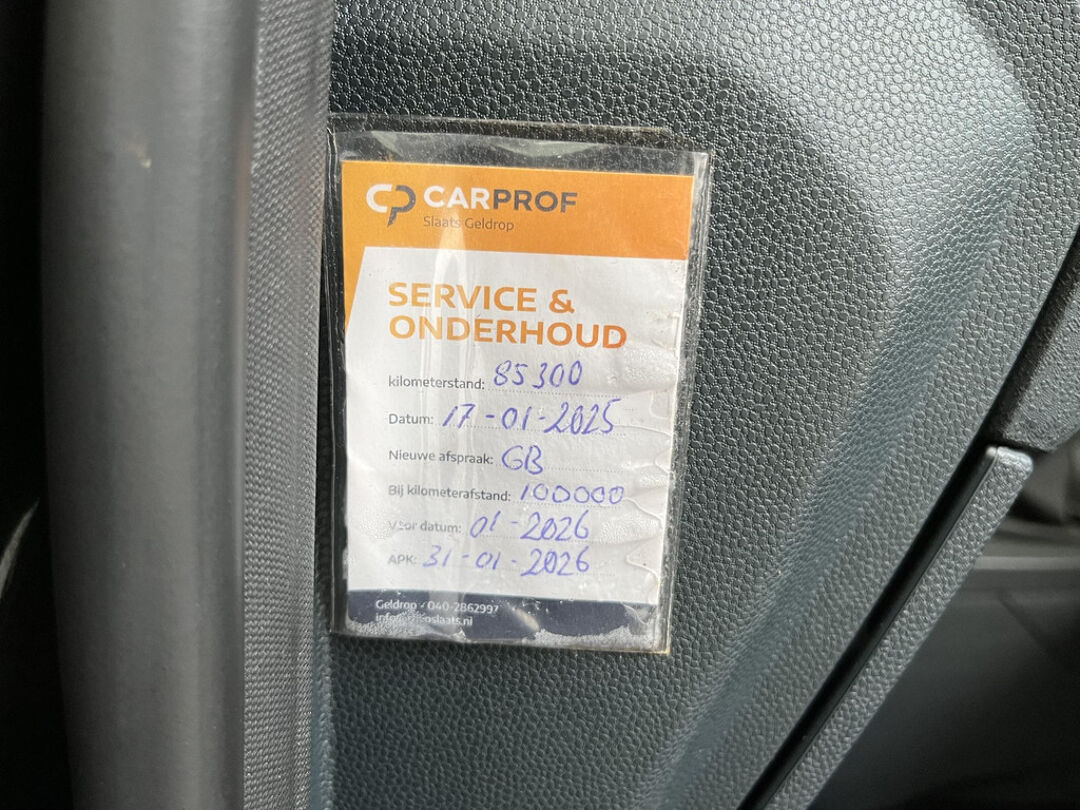 CP CARPROF
Slaats Geldrop
SERVICE &
ONDERHOUD
kilometerstand: 85300
Datum: 17-01-2025
Nieuwe afspraak: GB
Bij kilometerafstand: 100000
Voor datum: 01-2026
APK: 31-01-2026
Geldrop • 040-2862997